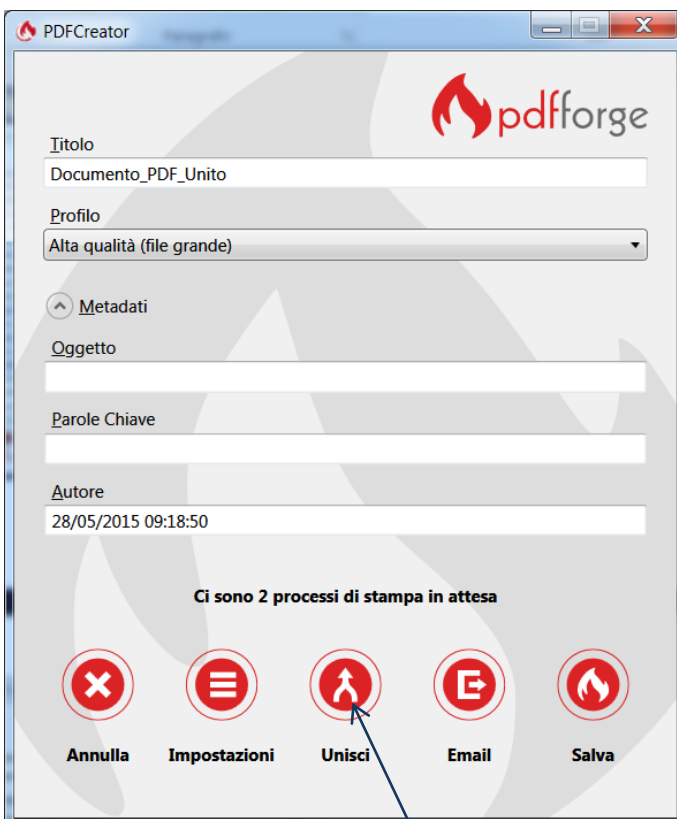 PDFCreator
pdfforge
Titolo
Documento_PDF_Unito
Profilo
Alta qualità (file grande)
Metadati
Oggetto
Parole Chiave
Autore
28/05/2015 09:18:50
Ci sono 2 processi di stampa in attesa
Annulla Impostazioni Unisci Email Salva